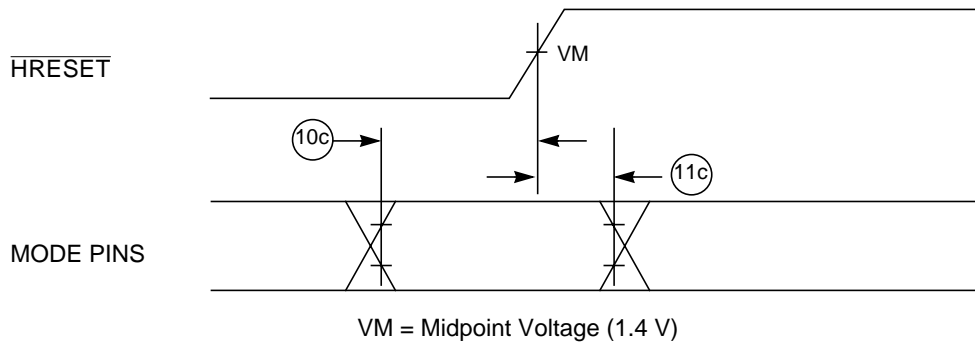 HRESET
VM
10c
11c
MODE PINS
VM = Midpoint Voltage (1.4 V)